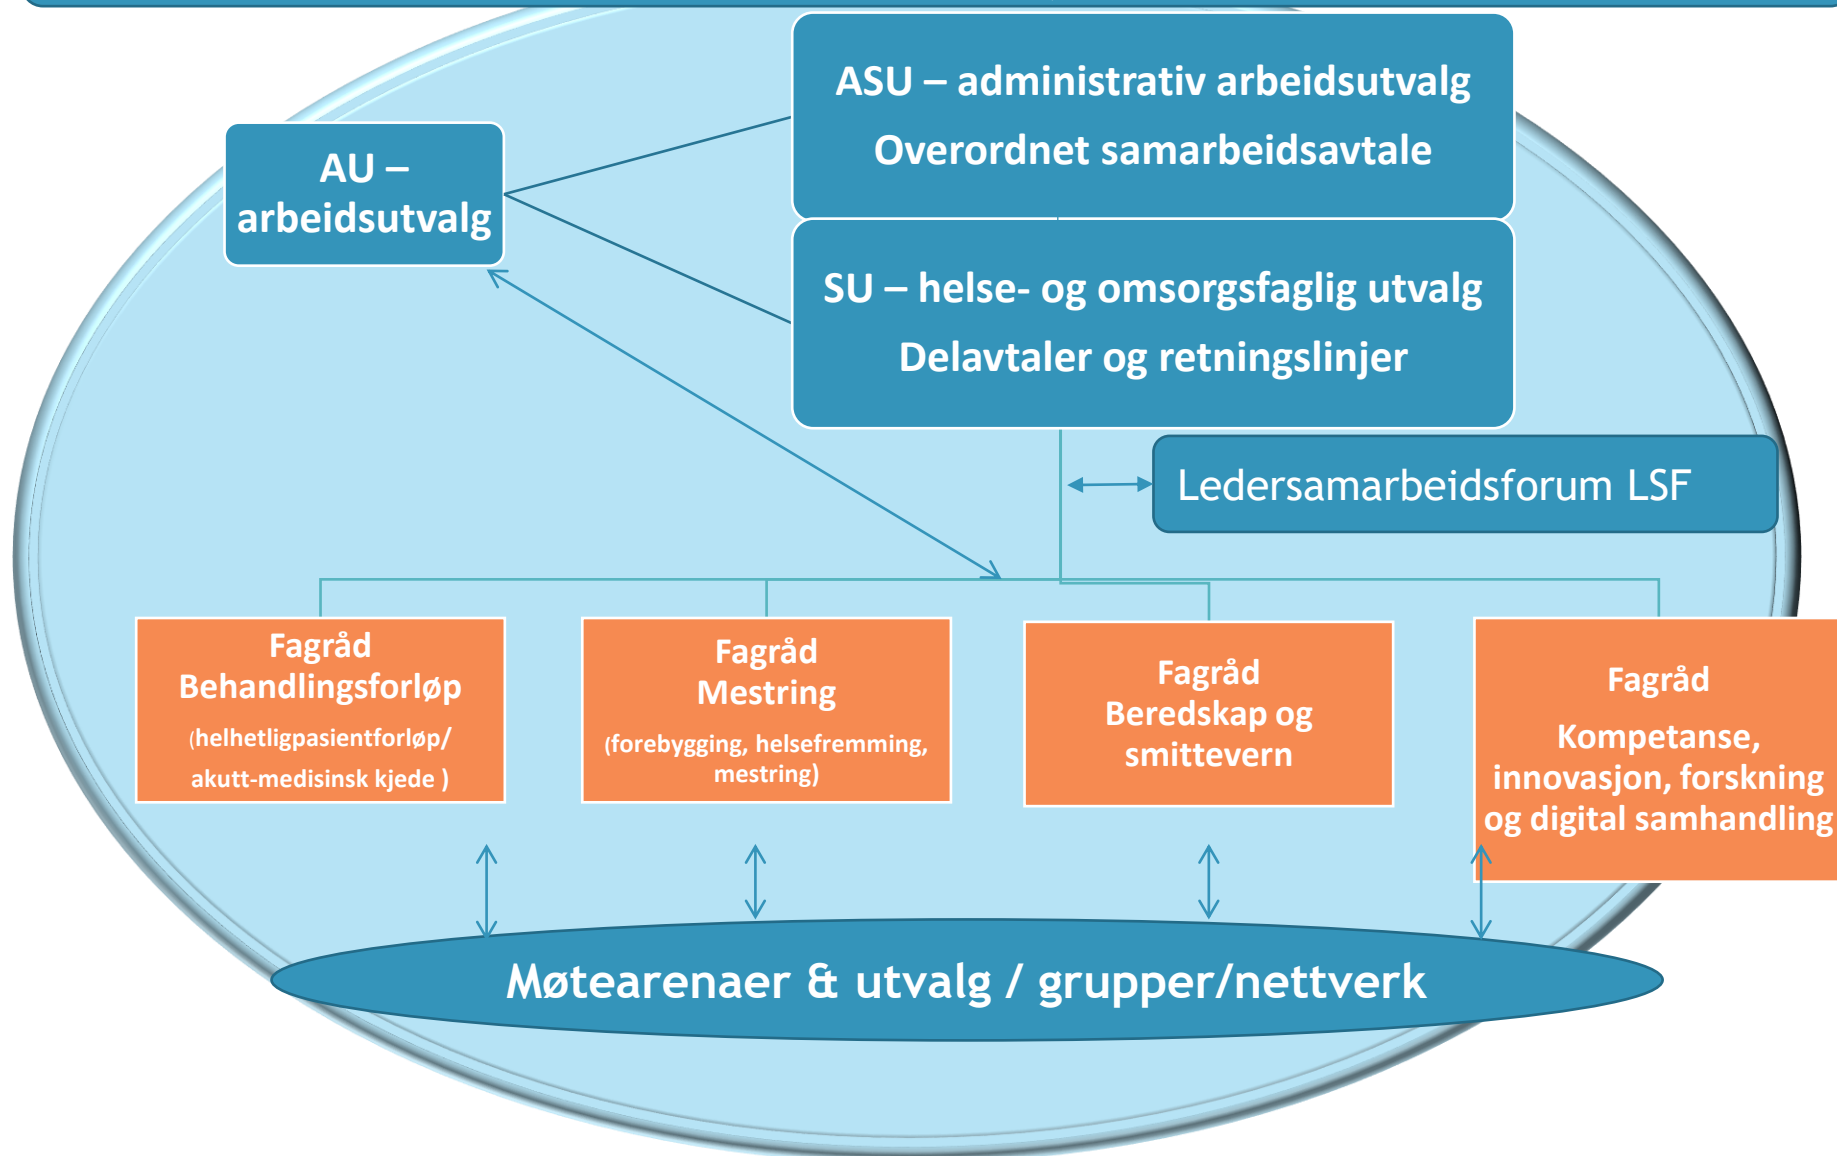 ASU – administrativ arbeidsutvalg
Overordnet samarbeidsavtale
AU –
arbeidsutvalg
SU – helse- og omsorgsfaglig utvalg
Delavtaler og retningslinjer
Ledersamarbeidsforum LSF
Fagråd
Behandlingsforløp
(helhetligpasientforløp/
akutt-medisinsk kjede )
Fagråd
Mestring
(forebygging, helsefremming,
mestring)
Fagråd
Beredskap og
smittevern
Fagråd
Kompetanse,
innovasjon, forskning
og digital samhandling
Møtearenaer & utvalg / grupper/nettverk